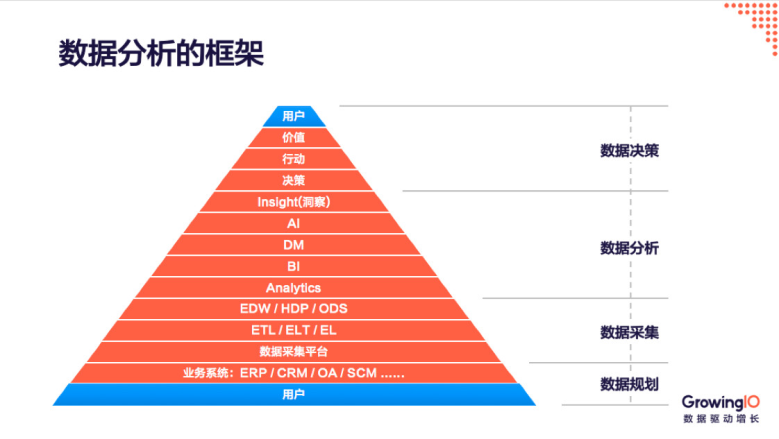 数据分析的框架
用户
价值
行动
决策
Insight(洞察)
AI
DM
BI
Analytics
EDW / HDP / ODS
ETL / ELT / EL
数据采集平台
业务系统：ERP / CRM / OA / SCM ......
用户
数据决策
数据分析
数据采集
数据规划
GrowingIO
数据驱动增长